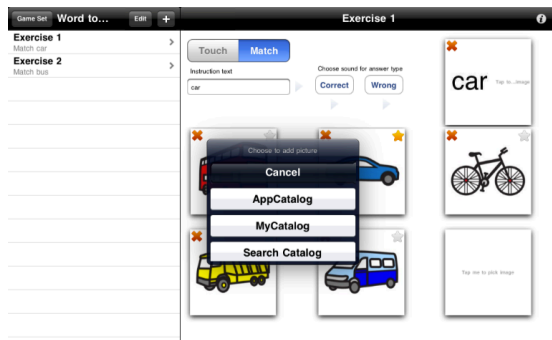 Game Set Word to... Edit +
Exercise 1
Match car
Exercise 2
Match bus
Exercise 1
Touch Match
Instruction text
car
Choose sound for answer type
Correct Wrong
car Tap to...image
Choose to add picture
Cancel
AppCatalog
MyCatalog
Search Catalog
Tap me to pick image